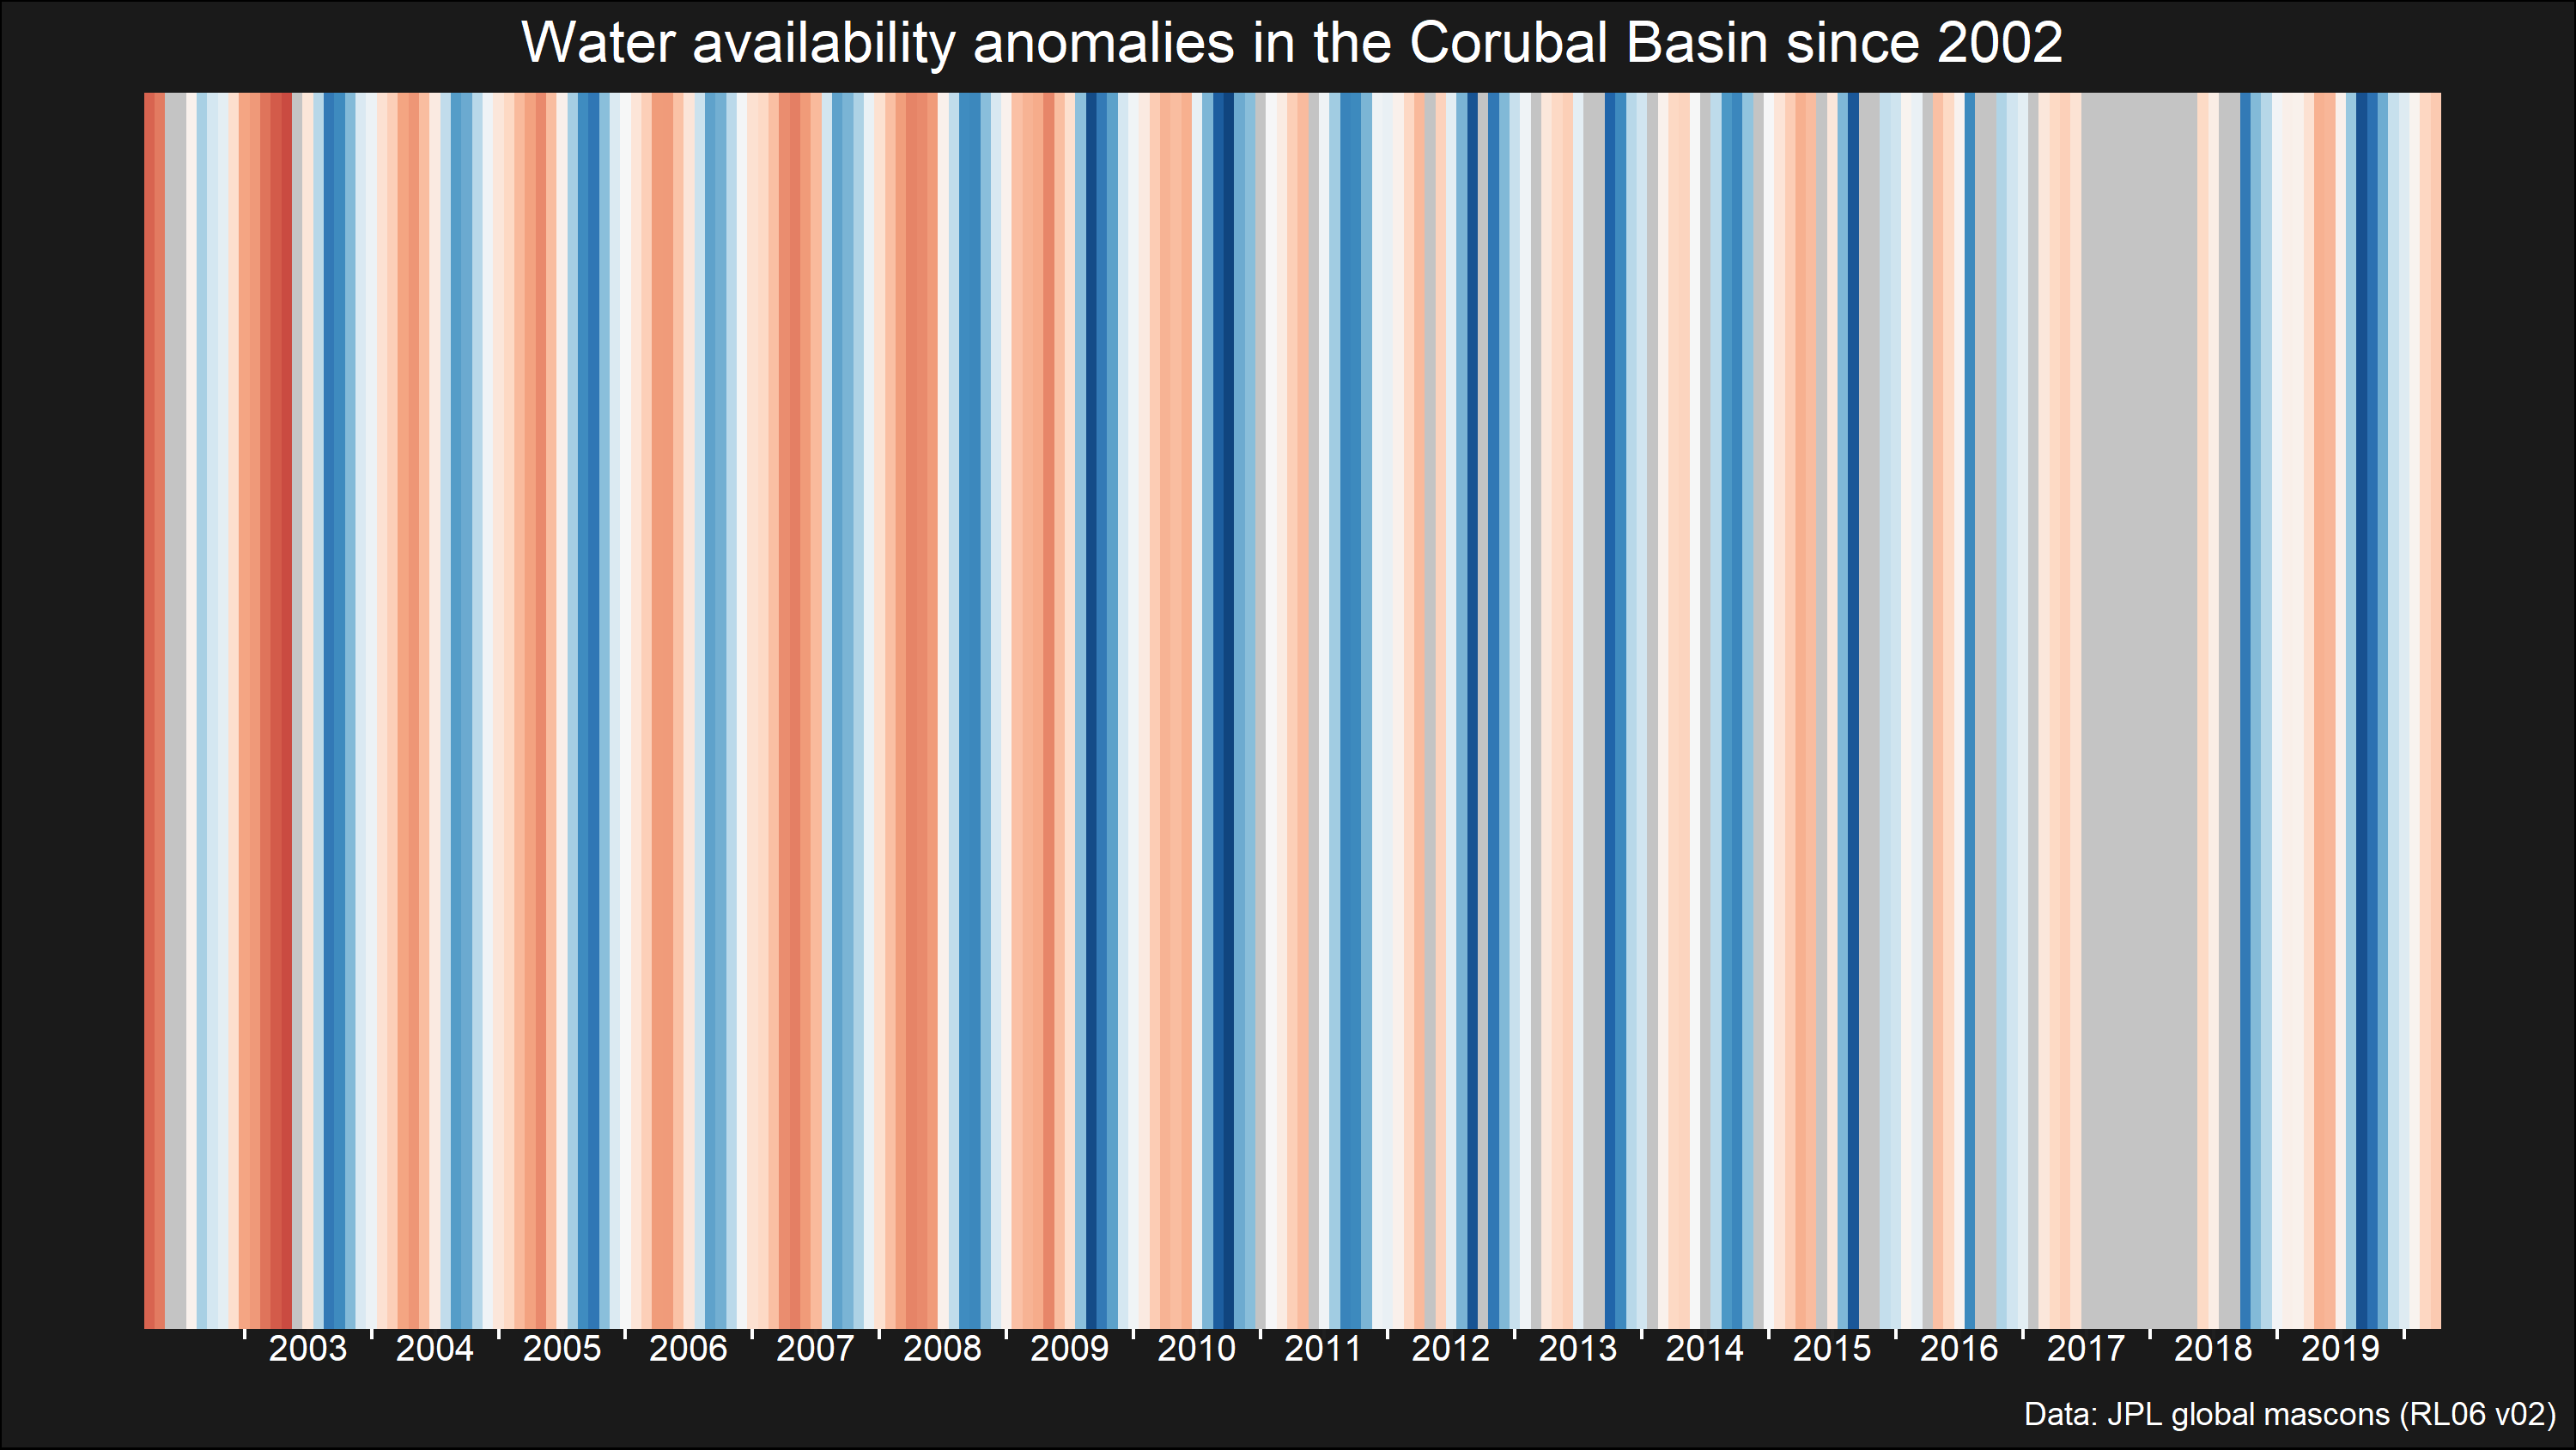 Water availability anomalies in the Corubal Basin since 2002
2003 2004 2005 2006 2007 2008 2009 2010 2011 2012 2013 2014 2015 2016 2017 2018 2019
Data: JPL global mascons (RL06 v02)